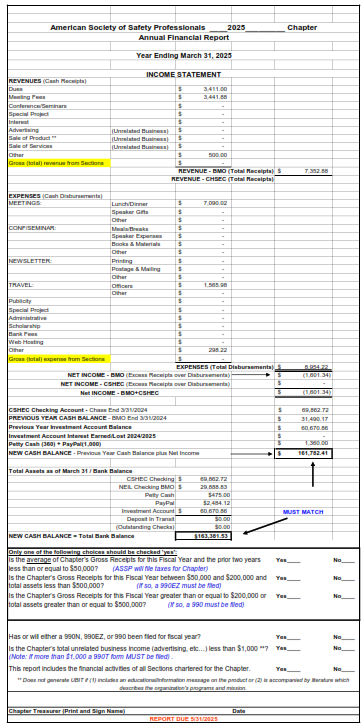 American Society of Safety Professionals ____2025________ Chapter
Annual Financial Report
Year Ending March 31, 2025
INCOME STATEMENT
REVENUES (Cash Receipts)
Dues $ 3,411.00
Meeting Fees $ 3,441.88
Conference/Seminars $ -
Special Project $ -
Interest $ -
Advertising (Unrelated Business) $ -
Sale of Product ** (Unrelated Business) $ -
Sale of Services (Unrelated Business) $ -
Other $ 500.00
Gross (total) revenue from Sections $ -
REVENUE - BMO (Total Receipts) $ 7,352.88
REVENUE - CHSEC (Total Receipts)
EXPENSES (Cash Disbursements)
MEETINGS: Lunch/Dinner $ 7,090.02
Speaker Gifts $ -
Other $ -
CONF/SEMINAR: Meals/Breaks $ -
Speaker Expenses $ -
Books & Materials $ -
Other $ -
NEWSLETTER: Printing $ -
Postage & Mailing $ -
Other $ -
TRAVEL: Officers $ 1,565.98
Other $ -
Publicity $ -
Special Project $ -
Administrative $ -
Scholarship $ -
Bank Fees $ -
Web Hosting $ -
Other $ 298.22
Gross (total) expense from Sections $ -
EXPENSES (Total Disbursements) $ 8,954.22
NET INCOME - BMO (Excess Receipts over Disbursements) $ (1,601.34)
NET INCOME - CSHEC (Excess Receipts over Disbursements) $ -
Net INCOME - BMO+CSHEC $ (1,601.34)
CSHEC Checking Account - Chase End 3/31/2024 $ 69,862.72
PREVIOUS YEAR CASH BALANCE - BMO End 3/31/2024 $ 31,490.17
Previous Year Investment Account Balance $ 60,670.86
Investment Account Interest Earned/Lost 2024/2025 $ -
Petty Cash (360) + PayPal(1,000) $ 1,360.00
NEW CASH BALANCE - Previous Year Cash Balance plus Net Income $ 161,782.41
Total Assets as of March 31 / Bank Balance
CSHEC Checking $ 69,862.72
NEIL Checking BMO $ 29,888.83
Petty Cash $475.00
PayPal $2,484.12
Investment Account $ 60,670.86
Deposit In Transit $0.00
(Outstanding Checks) $0.00
MUST MATCH
NEW CASH BALANCE = Total Bank Balance $163,381.53
Only one of the following choices should be checked 'yes':
Is the average of Chapter's Gross Receipts for this Fiscal Year and the prior two years Yes____ No____
less than or equal to $50,000? (ASSP will file taxes for Chapter)
Is the Chapter's Gross Receipts for this Fiscal Year between $50,000 and $200,000 and Yes____ No____
total assets less than $500,000? (if so, a 990EZ must be filed)
Is the Chapter's Gross Receipts for this Fiscal Year greater than or equal to $200,000 or Yes____ No____
total assets greater than or equal to $500,000? (if so, a 990 must be filed)
Has or will either a 990N, 990EZ, or 990 been filed for fiscal year? Yes____ No____
Is the Chapter's total unrelated business income (advertising, etc...) less than $1,000 **? Yes____ No____
(Note: If more than $1,000 a 990T form MUST be filed) .
This report includes the financial activities of all Sections chartered for the Chapter. Yes____ No____
** Does not generate UBIT if (1) includes an educational/information message on the product or (2) is accompanied by literature which
describes the organization's programs and mission.
Chapter Treasurer (Print and Sign Name) Date
REPORT DUE 5/31/2025